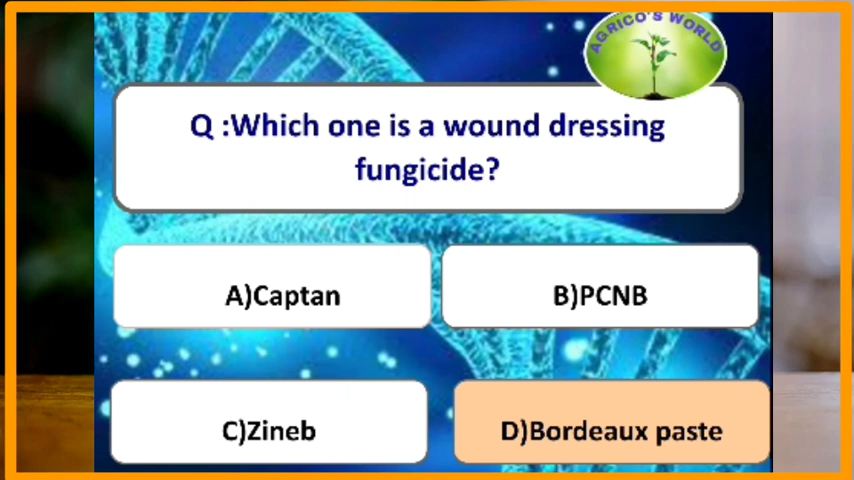 AGRICO'S WORLD
Q :Which one is a wound dressing
fungicide?
A)Captan
B)PCNB
C)Zineb
D)Bordeaux paste